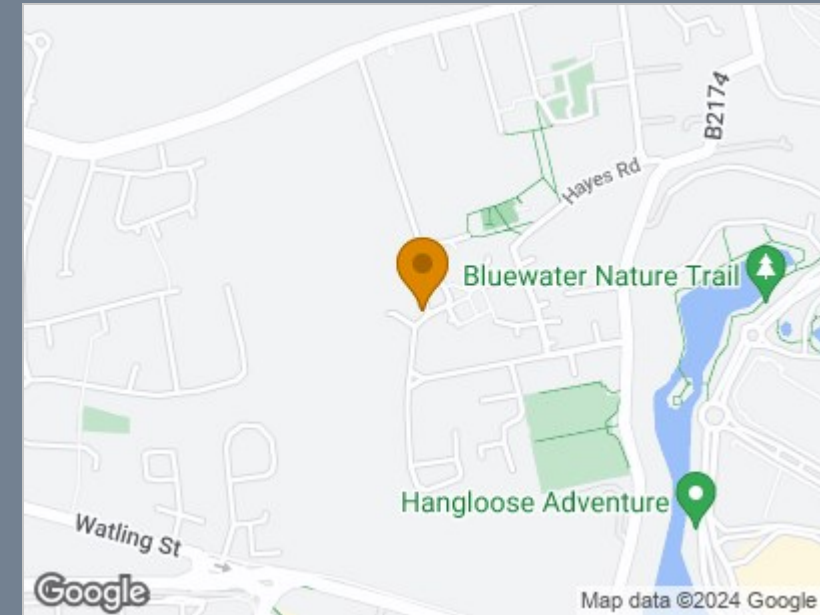 B2174
Hayes Rd
Bluewater Nature Trail
Hangloose Adventure
Watling St
Google
Map data ©2024 Google